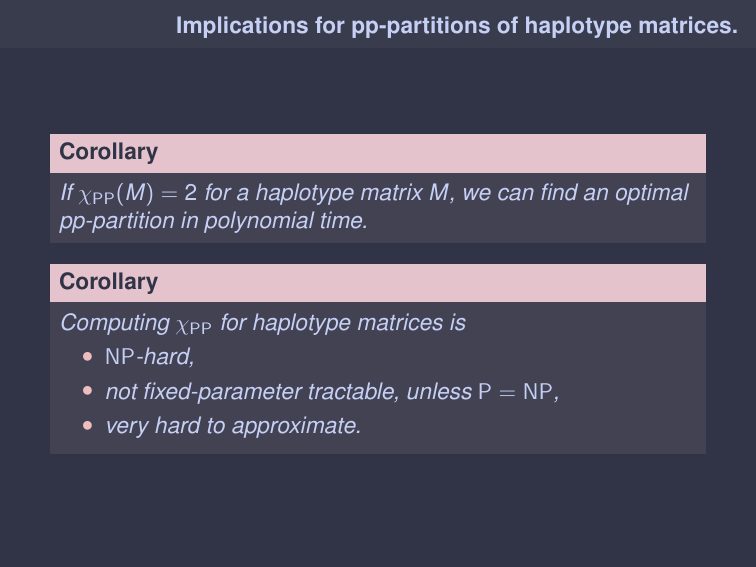 Implications for pp-partitions of haplotype matrices.
Corollary
If χPP(M) = 2 for a haplotype matrix M, we can find an optimal
pp-partition in polynomial time.
Corollary
Computing χPP for haplotype matrices is
• NP-hard,
• not fixed-parameter tractable, unless P = NP,
• very hard to approximate.